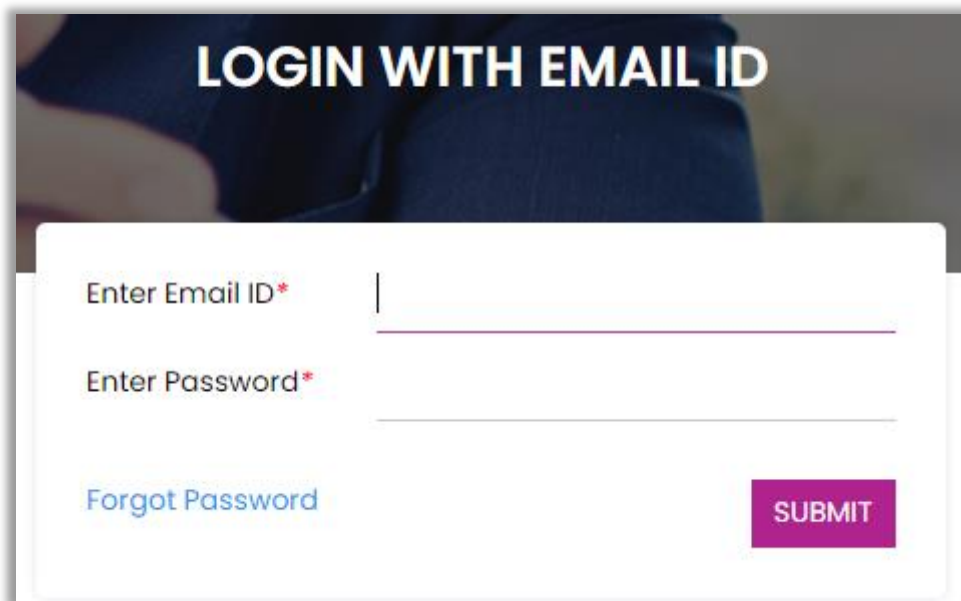 LOGIN WITH EMAIL ID
Enter Email ID*
Enter Password*
Forgot Password
SUBMIT